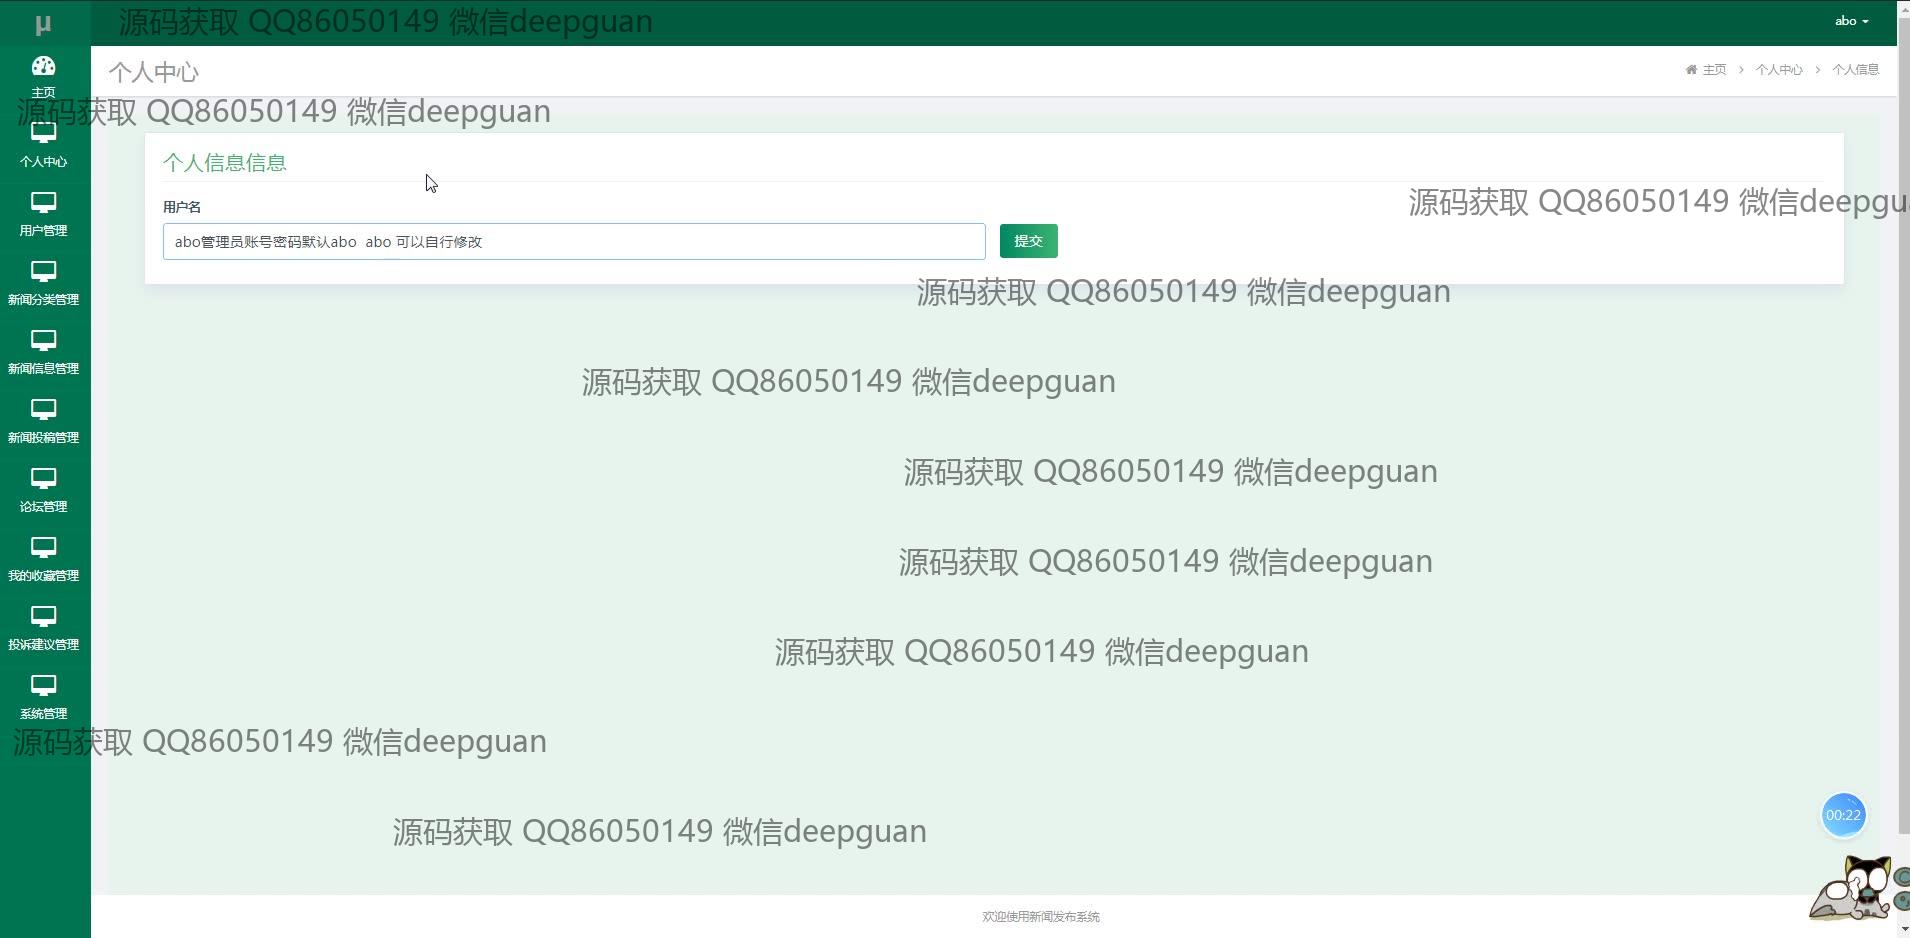 μ
源码获取 QQ86050149 微信deepguan
abo
主页
个人中心
用户管理
新闻分类管理
新闻信息管理
新闻投稿管理
论坛管理
我的收藏管理
投诉建议管理
系统管理
个人中心
主页 > 个人中心 > 个人信息
源码获取 QQ86050149 微信deepguan
个人信息信息
源码获取 QQ86050149 微信deepgu
用户名
abo管理员账号密码默认abo abo 可以自行修改
提交
源码获取 QQ86050149 微信deepguan
源码获取 QQ86050149 微信deepguan
源码获取 QQ86050149 微信deepguan
源码获取 QQ86050149 微信deepguan
源码获取 QQ86050149 微信deepguan
源码获取 QQ86050149 微信deepguan
源码获取 QQ86050149 微信deepguan
00:22
欢迎使用新闻发布系统